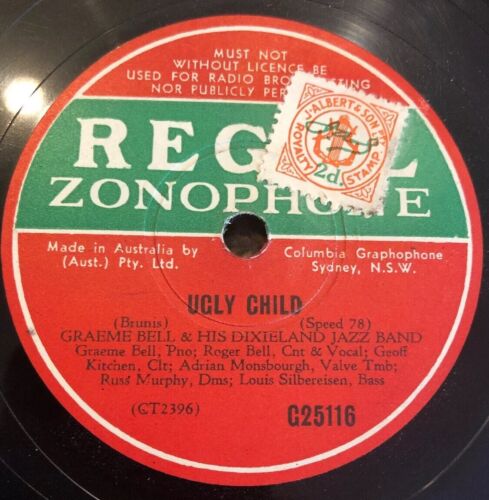 MUST NOT
WITHOUT LICENCE BE
USED FOR RADIO BRO STING
NOR PUBLICLY PER
J. ALBERT & SON
ROYALTY STAMP
2d.
REG L
ZONOPHONE
Made in Australia by
(Aust.) Pty. Ltd.
Columbia Graphophone
Sydney, N.S.W.
UGLY CHILD
(Brunis) (Speed 78)
GRAEME BELL & HIS DIXIELAND JAZZ BAND
Graeme Bell, Pno; Roger Bell, Cnt & Vocal; Geoff
Kitchen, Clt; Adrian Monsbourgh, Valve Tmb;
Russ Murphy, Dms; Louis Silbereisen, Bass
(CT2396) G25116